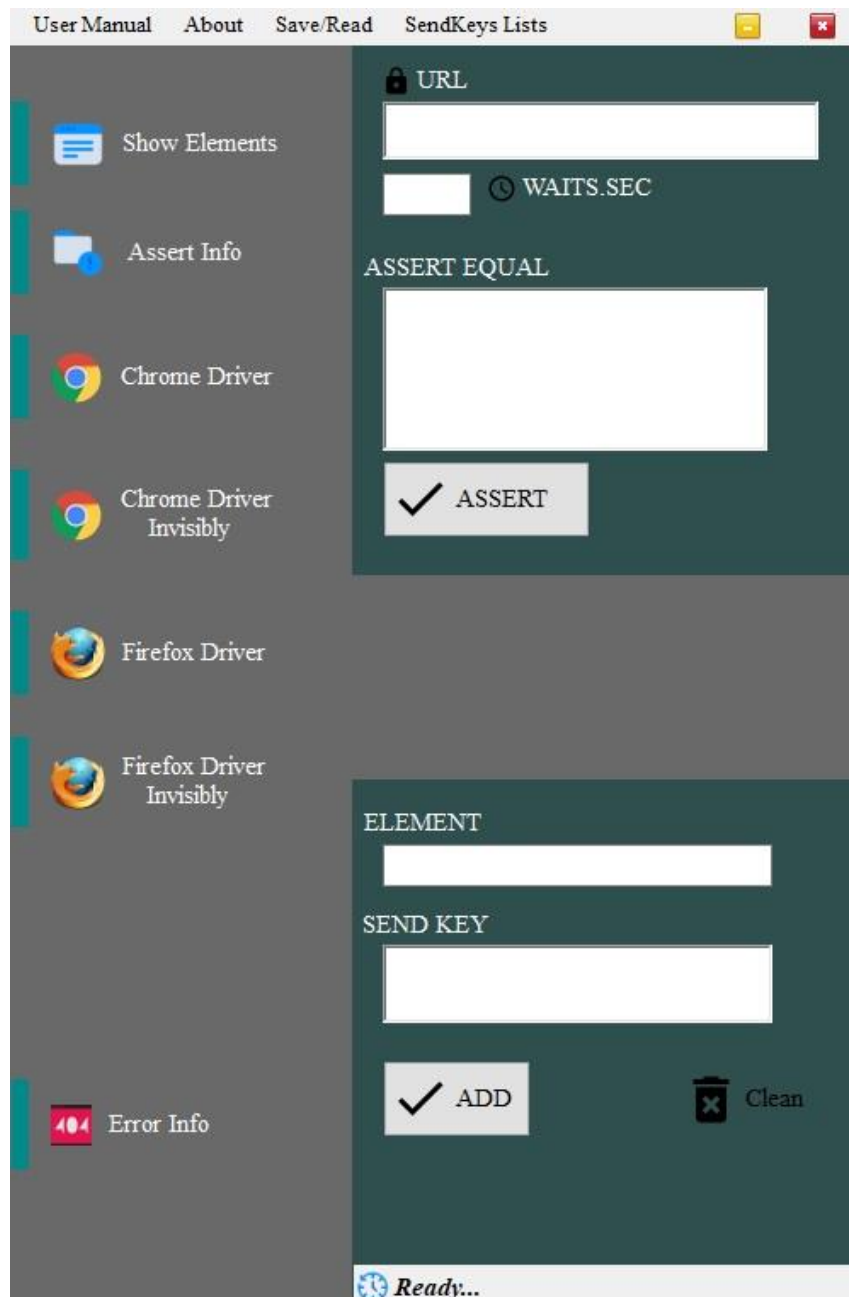 User Manual About Save/Read SendKeys Lists
URL
WAITS.SEC
ASSERT EQUAL
ASSERT
Show Elements
Assert Info
Chrome Driver
Chrome Driver
Invisibly
Firefox Driver
Firefox Driver
Invisibly
404 Error Info
ELEMENT
SEND KEY
ADD
Clean
Ready...